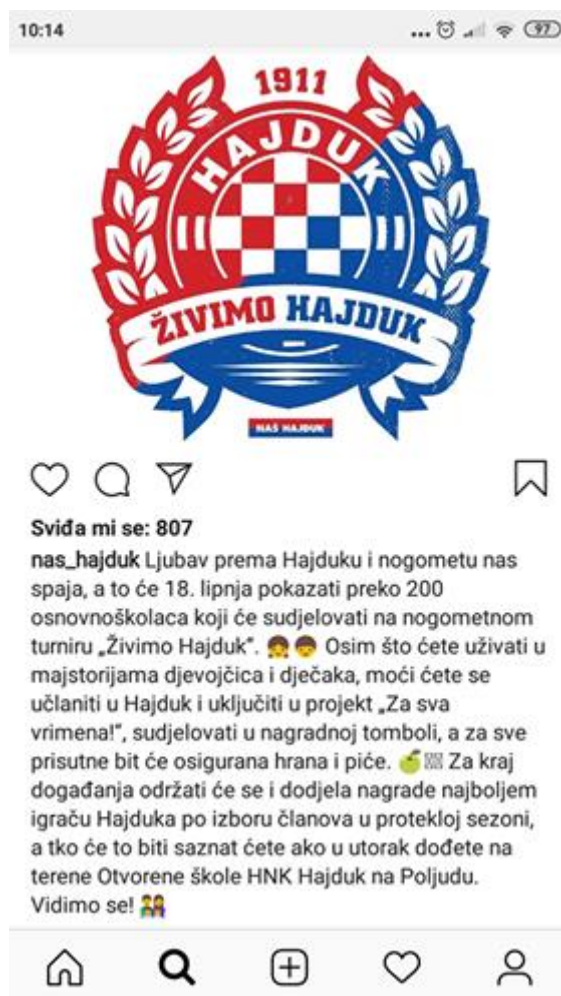 10:14
97
1911
HAJDUK
ŽIVIMO HAJDUK
NAŠ HAJDUK
Sviđa mi se: 807
nas_hajduk Ljubav prema Hajduku i nogometu nas
spaja, a to će 18. lipnja pokazati preko 200
osnovnoškolaca koji će sudjelovati na nogometnom
turniru „Živimo Hajduk“. 👧👦 Osim što ćete uživati u
majstorijama djevojčica i dječaka, moći ćete se
učlaniti u Hajduk i uključiti u projekt „Za sva
vrimena!“, sudjelovati u nagradnoj tomboli, a za sve
prisutne bit će osigurana hrana i piće. 🍏 Za kraj
događanja održati će se i dodjela nagrade najboljem
igraču Hajduka po izboru članova u protekloj sezoni,
a tko će to biti saznat ćete ako u utorak dođete na
terene Otvorene škole HNK Hajduk na Poljudu.
Vidimo se! 👫